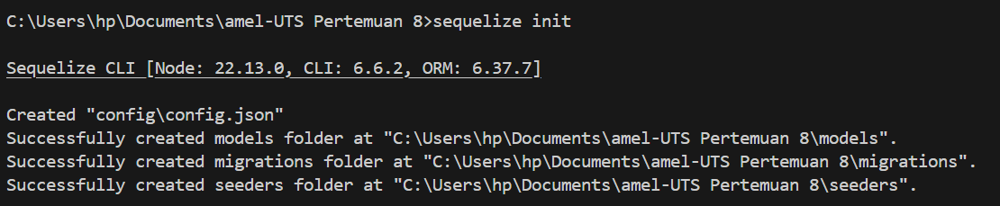 C:\Users\hp\Documents\amel-UTS Pertemuan 8>sequelize init
Sequelize CLI [Node: 22.13.0, CLI: 6.6.2, ORM: 6.37.7]
Created "config\config.json"
Successfully created models folder at "C:\Users\hp\Documents\amel-UTS Pertemuan 8\models".
Successfully created migrations folder at "C:\Users\hp\Documents\amel-UTS Pertemuan 8\migrations".
Successfully created seeders folder at "C:\Users\hp\Documents\amel-UTS Pertemuan 8\seeders".